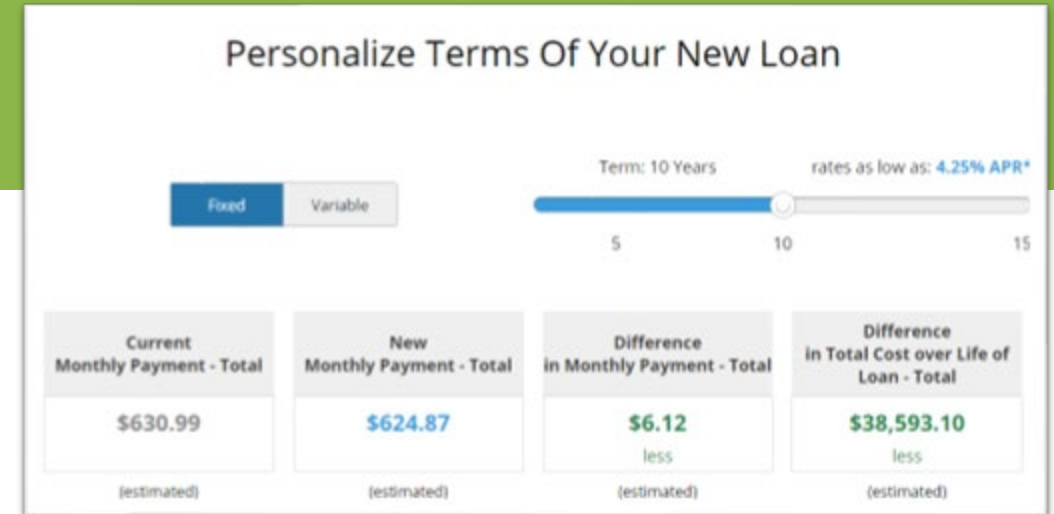 Personalize Terms Of Your New Loan
Term: 10 Years
rates as low as: 4.25% APR*
Fixed
Variable
5
10
15
Current
Monthly Payment - Total
$630.99
(estimated)
New
Monthly Payment - Total
$624.87
(estimated)
Difference
in Monthly Payment - Total
$6.12
less
(estimated)
Difference
in Total Cost over Life of
Loan - Total
$38,593.10
less
(estimated)